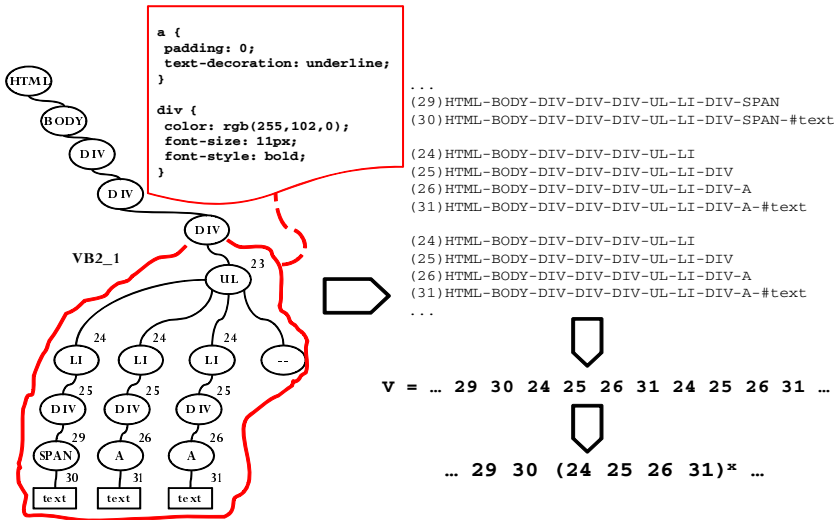 a {
padding: 0;
text-decoration: underline;
}
div {
color: rgb(255,102,0);
font-size: 11px;
font-style: bold;
}
HTML
BODY
DIV
DIV
DIV
VB2_1
23
UL
24 24 24
LI LI LI --
25 25 25
DIV DIV DIV
29 26 26
SPAN A A
30 31 31
text text text
...
(29)HTML-BODY-DIV-DIV-DIV-UL-LI-DIV-SPAN
(30)HTML-BODY-DIV-DIV-DIV-UL-LI-DIV-SPAN-#text
(24)HTML-BODY-DIV-DIV-DIV-UL-LI
(25)HTML-BODY-DIV-DIV-DIV-UL-LI-DIV
(26)HTML-BODY-DIV-DIV-DIV-UL-LI-DIV-A
(31)HTML-BODY-DIV-DIV-DIV-UL-LI-DIV-A-#text
(24)HTML-BODY-DIV-DIV-DIV-UL-LI
(25)HTML-BODY-DIV-DIV-DIV-UL-LI-DIV
(26)HTML-BODY-DIV-DIV-DIV-UL-LI-DIV-A
(31)HTML-BODY-DIV-DIV-DIV-UL-LI-DIV-A-#text
...
V = … 29 30 24 25 26 31 24 25 26 31 …
… 29 30 (24 25 26 31)ˣ …